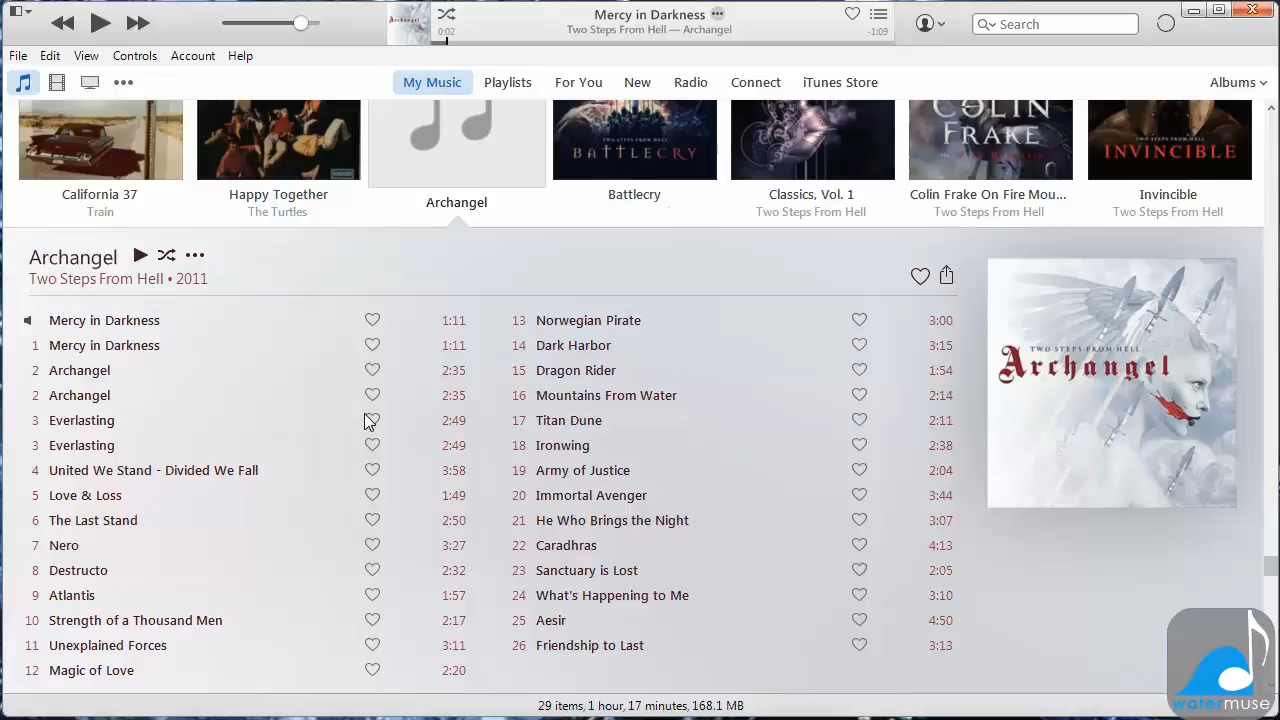 Mercy in Darkness
0:02
Two Steps From Hell — Archangel
-1:09
Search
File Edit View Controls Account Help
My Music Playlists For You New Radio Connect iTunes Store Albums
BATTLECRY
COLIN
FRAKE
TWO STEPS FROM HELL
INVINCIBLE
California 37
Train
Happy Together
The Turtles
Archangel
Battlecry
Classics, Vol. 1
Two Steps From Hell
Colin Frake On Fire Mou...
Two Steps From Hell
Invincible
Two Steps From Hell
Archangel
Two Steps From Hell • 2011
Mercy in Darkness 1:11
1 Mercy in Darkness 1:11
2 Archangel 2:35
2 Archangel 2:35
3 Everlasting 2:49
3 Everlasting 2:49
4 United We Stand - Divided We Fall 3:58
5 Love & Loss 1:49
6 The Last Stand 2:50
7 Nero 3:27
8 Destructo 2:32
9 Atlantis 1:57
10 Strength of a Thousand Men 2:17
11 Unexplained Forces 3:11
12 Magic of Love 2:20
13 Norwegian Pirate 3:00
14 Dark Harbor 3:15
15 Dragon Rider 1:54
16 Mountains From Water 2:14
17 Titan Dune 2:11
18 Ironwing 2:38
19 Army of Justice 2:04
20 Immortal Avenger 3:44
21 He Who Brings the Night 3:07
22 Caradhras 4:13
23 Sanctuary is Lost 2:05
24 What's Happening to Me 3:10
25 Aesir 4:50
26 Friendship to Last 3:13
TWO STEPS FROM HELL
Archangel
29 items, 1 hour, 17 minutes, 168.1 MB
watermuse